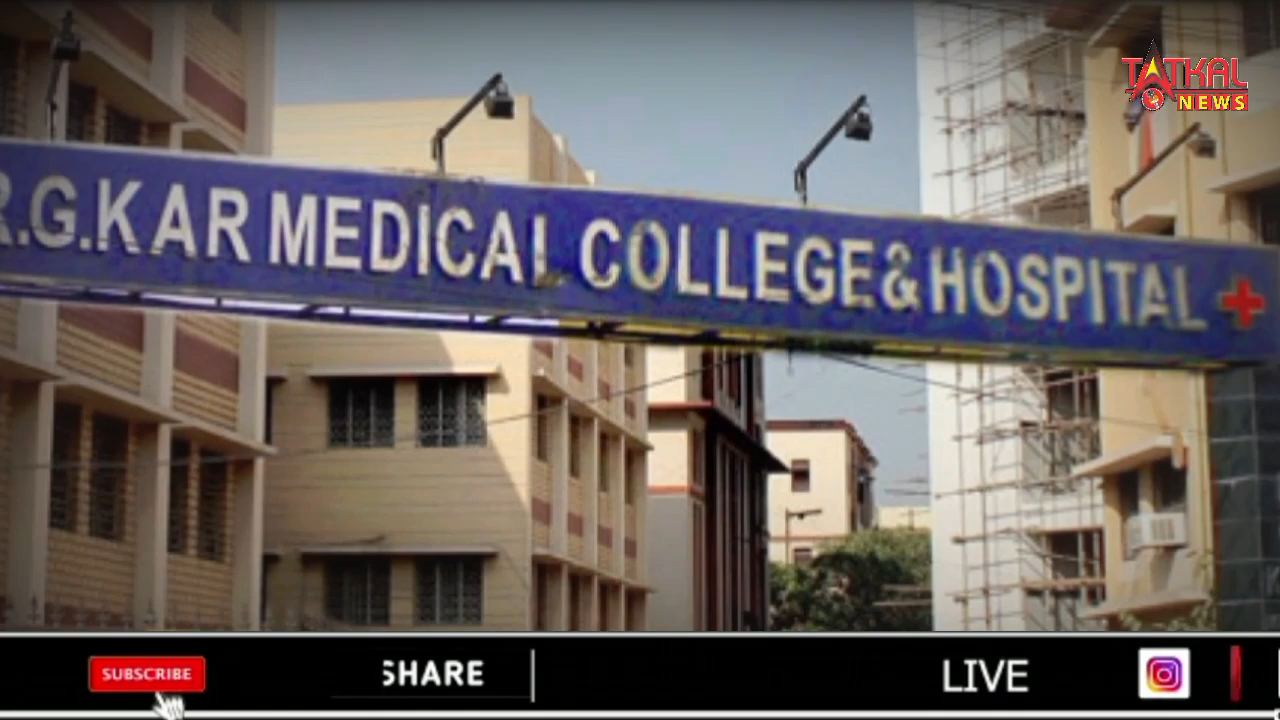 TATKAL
NEWS
R.G.KAR MEDICAL COLLEGE & HOSPITAL
SUBSCRIBE
SHARE
LIVE